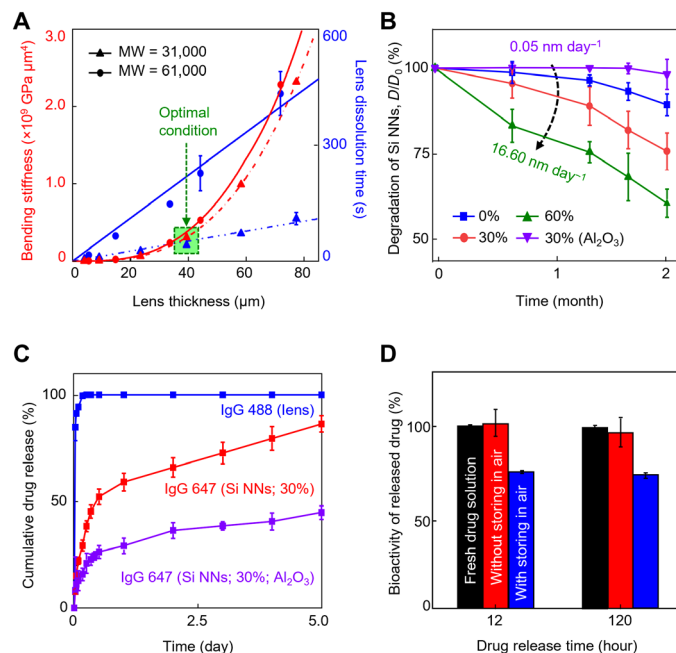 A
Bending stiffness (×10⁹ GPa μm⁴)
3.0
2.0
1.0
0
MW = 31,000
MW = 61,000
Optimal
condition
600
300
0
Lens dissolution time
(s)
0
20
40
60
80
Lens thickness (μm)
B
Degradation of Si NNs, D/D₀ (%)
100
75
50
0.05 nm day⁻¹
16.60 nm day⁻¹
0%
60%
30%
30% (Al₂O₃)
0
1
2
Time (month)
C
Cumulative drug release (%)
100
50
0
IgG 488 (lens)
IgG 647 (Si NNs; 30%)
IgG 647 (Si NNs; 30%; Al₂O₃)
0
2.5
5.0
Time (day)
D
Bioactivity of released drug (%)
100
50
0
Fresh drug solution
Without storing in air
With storing in air
12
120
Drug release time (hour)